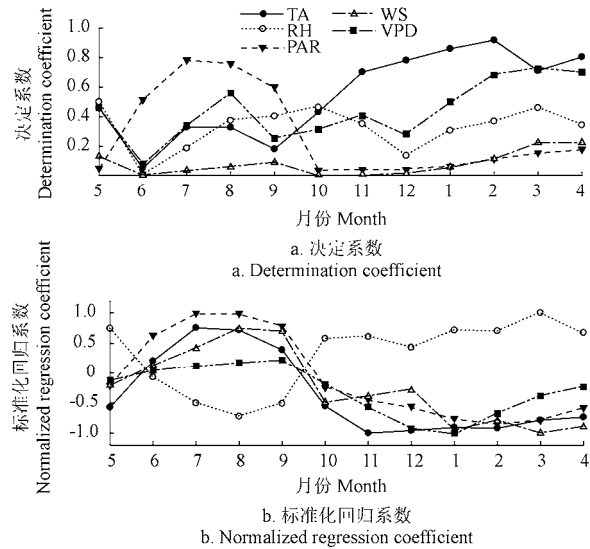 TA
WS
RH
VPD
PAR
决定系数
Determination coefficient
1.0
0.8
0.6
0.4
0.2
5 6 7 8 9 10 11 12 1 2 3 4
月份 Month
a. 决定系数
a. Determination coefficient
标准化回归系数
Normalized regression coefficient
1.0
0.5
0
-0.5
-1.0
5 6 7 8 9 10 11 12 1 2 3 4
月份 Month
b. 标准化回归系数
b. Normalized regression coefficient